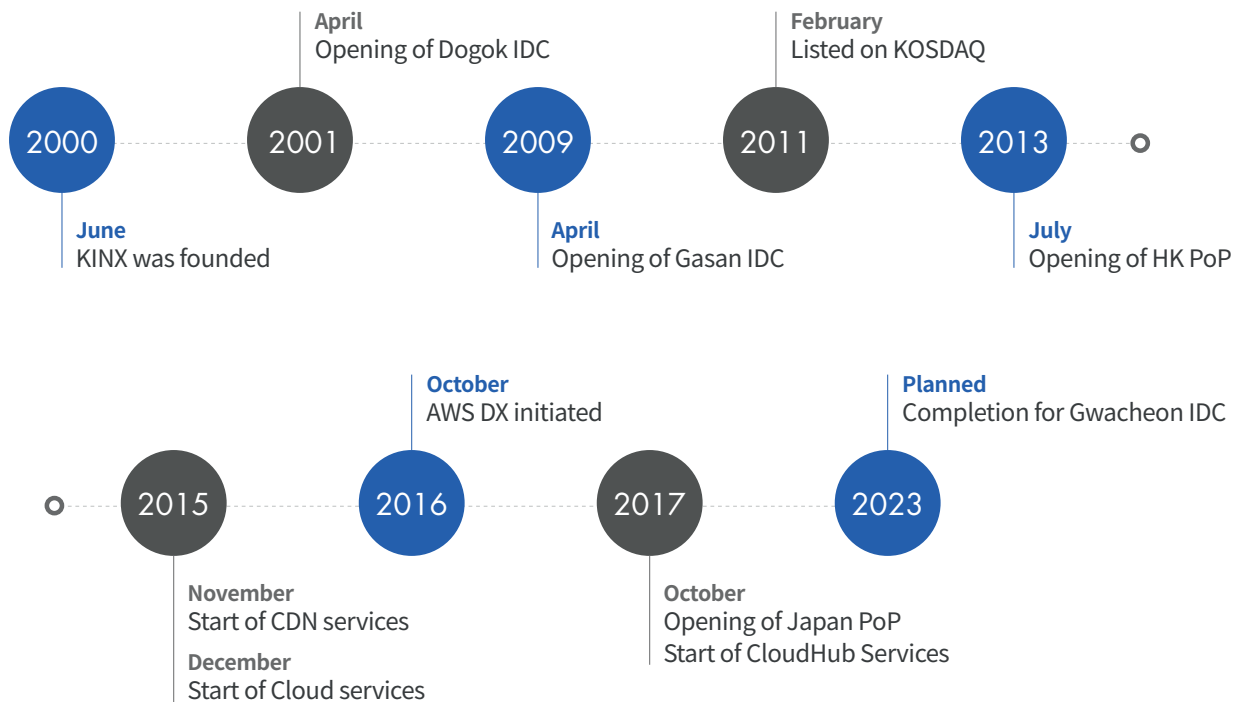 April
Opening of Dogok IDC
February
Listed on KOSDAQ
2000
2001
2009
2011
2013
June
KINX was founded
April
Opening of Gasan IDC
July
Opening of HK PoP
October
AWS DX initiated
Planned
Completion for Gwacheon IDC
2015
2016
2017
2023
November
Start of CDN services
December
Start of Cloud services
October
Opening of Japan PoP
Start of CloudHub Services